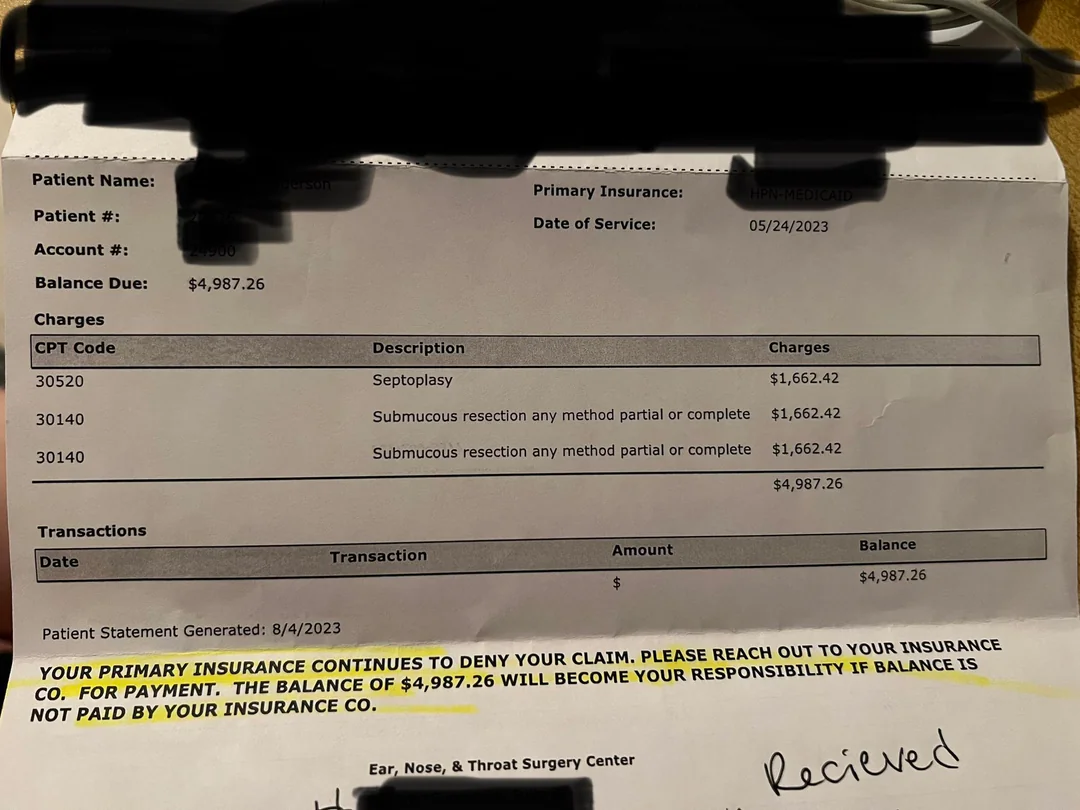 Patient Name:
Primary Insurance: HPN-MEDICAID
Patient #:
Date of Service: 05/24/2023
Account #:
Balance Due: $4,987.26
Charges
CPT Code Description Charges
30520 Septoplasy $1,662.42
30140 Submucous resection any method partial or complete $1,662.42
30140 Submucous resection any method partial or complete $1,662.42
$4,987.26
Transactions
Date Transaction Amount Balance
$ $4,987.26
Patient Statement Generated: 8/4/2023
YOUR PRIMARY INSURANCE CONTINUES TO DENY YOUR CLAIM. PLEASE REACH OUT TO YOUR INSURANCE
CO. FOR PAYMENT. THE BALANCE OF $4,987.26 WILL BECOME YOUR RESPONSIBILITY IF BALANCE IS
NOT PAID BY YOUR INSURANCE CO.
Ear, Nose, & Throat Surgery Center
Recieved